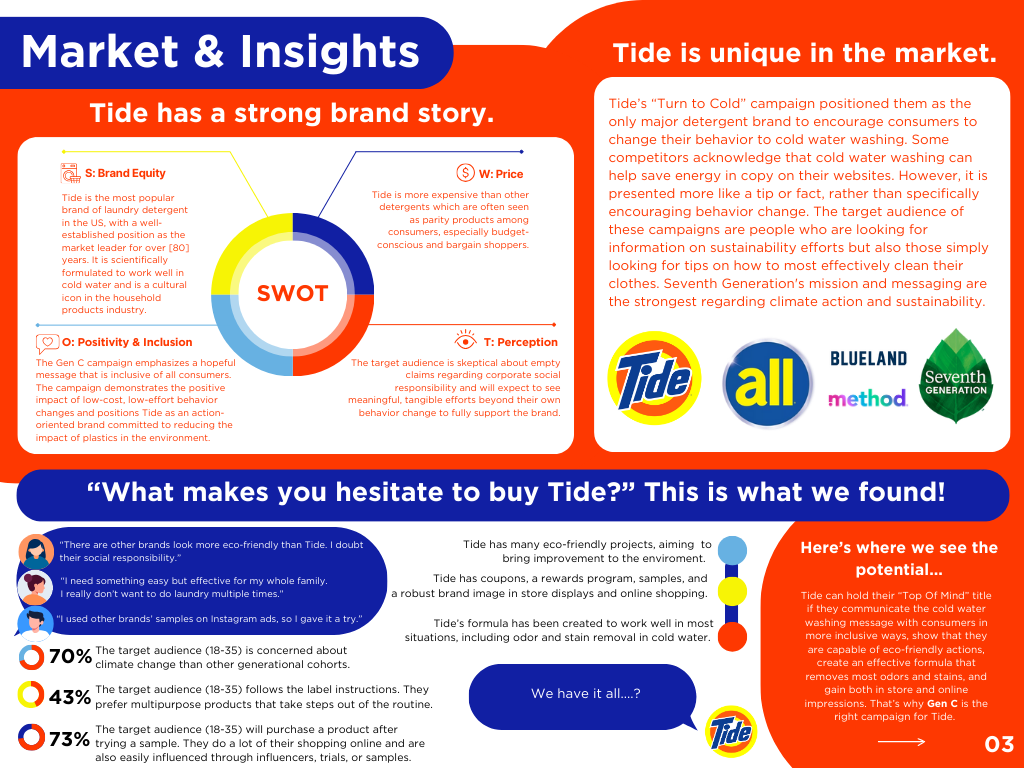 Market & Insights
Tide has a strong brand story.
S: Brand Equity
Tide is the most popular
brand of laundry detergent
in the US, with a well-
established position as the
market leader for over [80]
years. It is scientifically
formulated to work well in
cold water and is a cultural
icon in the household
products industry.
$
W: Price
Tide is more expensive than other
detergents which are often seen
as parity products among
consumers, especially budget-
conscious and bargain shoppers.
SWOT
O: Positivity & Inclusion
The Gen C campaign emphasizes a hopeful
message that is inclusive of all consumers.
The campaign demonstrates the positive
impact of low-cost, low-effort behavior
changes and positions Tide as an action-
oriented brand committed to reducing the
impact of plastics in the environment.
T: Perception
The target audience is skeptical about empty
claims regarding corporate social
responsibility and will expect to see
meaningful, tangible efforts beyond their own
behavior change to fully support the brand.
Tide is unique in the market.
Tide's “Turn to Cold” campaign positioned them as the
only major detergent brand to encourage consumers to
change their behavior to cold water washing. Some
competitors acknowledge that cold water washing can
help save energy in copy on their websites. However, it is
presented more like a tip or fact, rather than specifically
encouraging behavior change. The target audience of
these campaigns are people who are looking for
information on sustainability efforts but also those simply
looking for tips on how to most effectively clean their
clothes. Seventh Generation's mission and messaging are
the strongest regarding climate action and sustainability.
Tide
all
BLUELAND
method.
Seventh
GENERATION
“What makes you hesitate to buy Tide?” This is what we found!
"There are other brands look more eco-friendly than Tide. I doubt
their social responsibility."
"I need something easy but effective for my whole family.
I really don't want to do laundry multiple times."
"I used other brands' samples on Instagram ads, so I gave it a try."
70% The target audience (18-35) is concerned about
climate change than other generational cohorts.
43% The target audience (18-35) follows the label instructions. They
prefer multipurpose products that take steps out of the routine.
73% The target audience (18-35) will purchase a product after
trying a sample. They do a lot of their shopping online and are
also easily influenced through influencers, trials, or samples.
Tide has many eco-friendly projects, aiming to
bring improvement to the enviroment.
Tide has coupons, a rewards program, samples, and
a robust brand image in store displays and online shopping.
Tide's formula has been created to work well in most
situations, including odor and stain removal in cold water.
We have it all....?
Tide
Here's where we see the
potential...
Tide can hold their “Top Of Mind” title
if they communicate the cold water
washing message with consumers in
more inclusive ways, show that they
are capable of eco-friendly actions,
create an effective formula that
removes most odors and stains, and
gain both in store and online
impressions. That's why Gen C is the
right campaign for Tide.
03